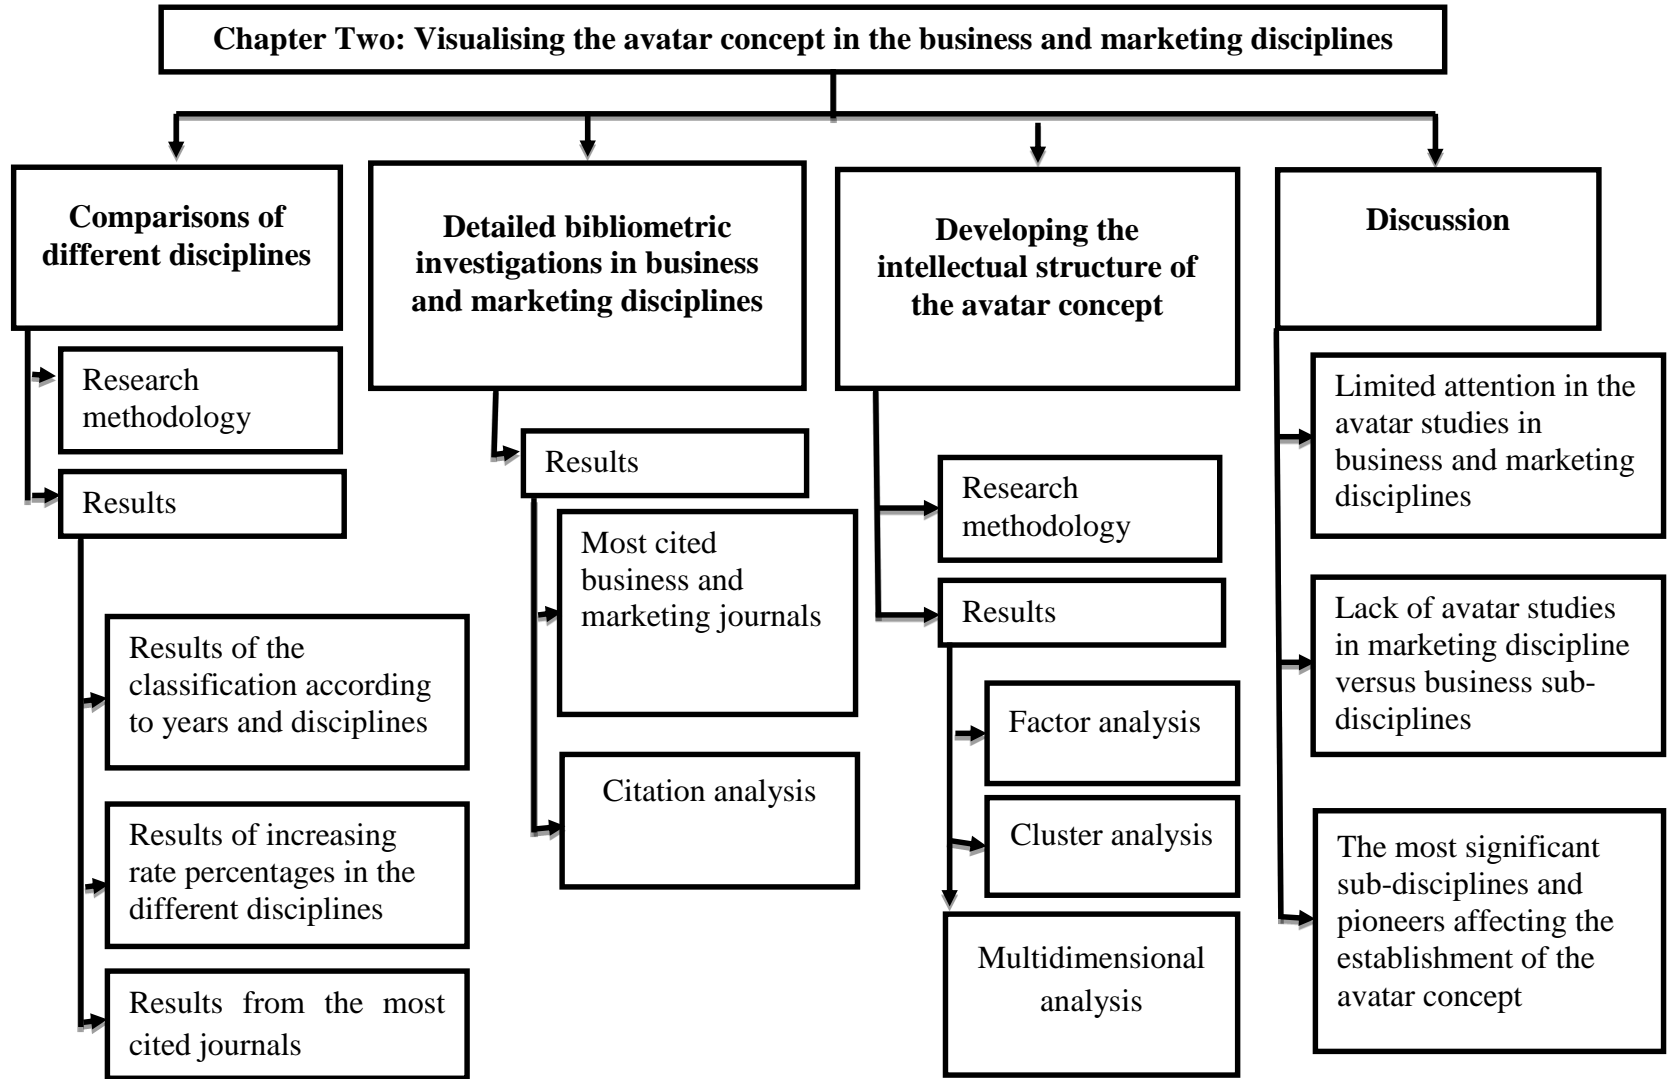 Chapter Two: Visualising the avatar concept in the business and marketing disciplines
Comparisons of
different disciplines
Research
methodology
Results
Results of the
classification according
to years and disciplines
Results of increasing
rate percentages in the
different disciplines
Results from the most
cited journals
Detailed bibliometric
investigations in business
and marketing disciplines
Results
Most cited
business and
marketing journals
Citation analysis
Developing the
intellectual structure of
the avatar concept
Research
methodology
Results
Factor analysis
Cluster analysis
Multidimensional
analysis
Discussion
Limited attention in the
avatar studies in
business and marketing
disciplines
Lack of avatar studies
in marketing discipline
versus business sub-
disciplines
The most significant
sub-disciplines and
pioneers affecting the
establishment of the
avatar concept